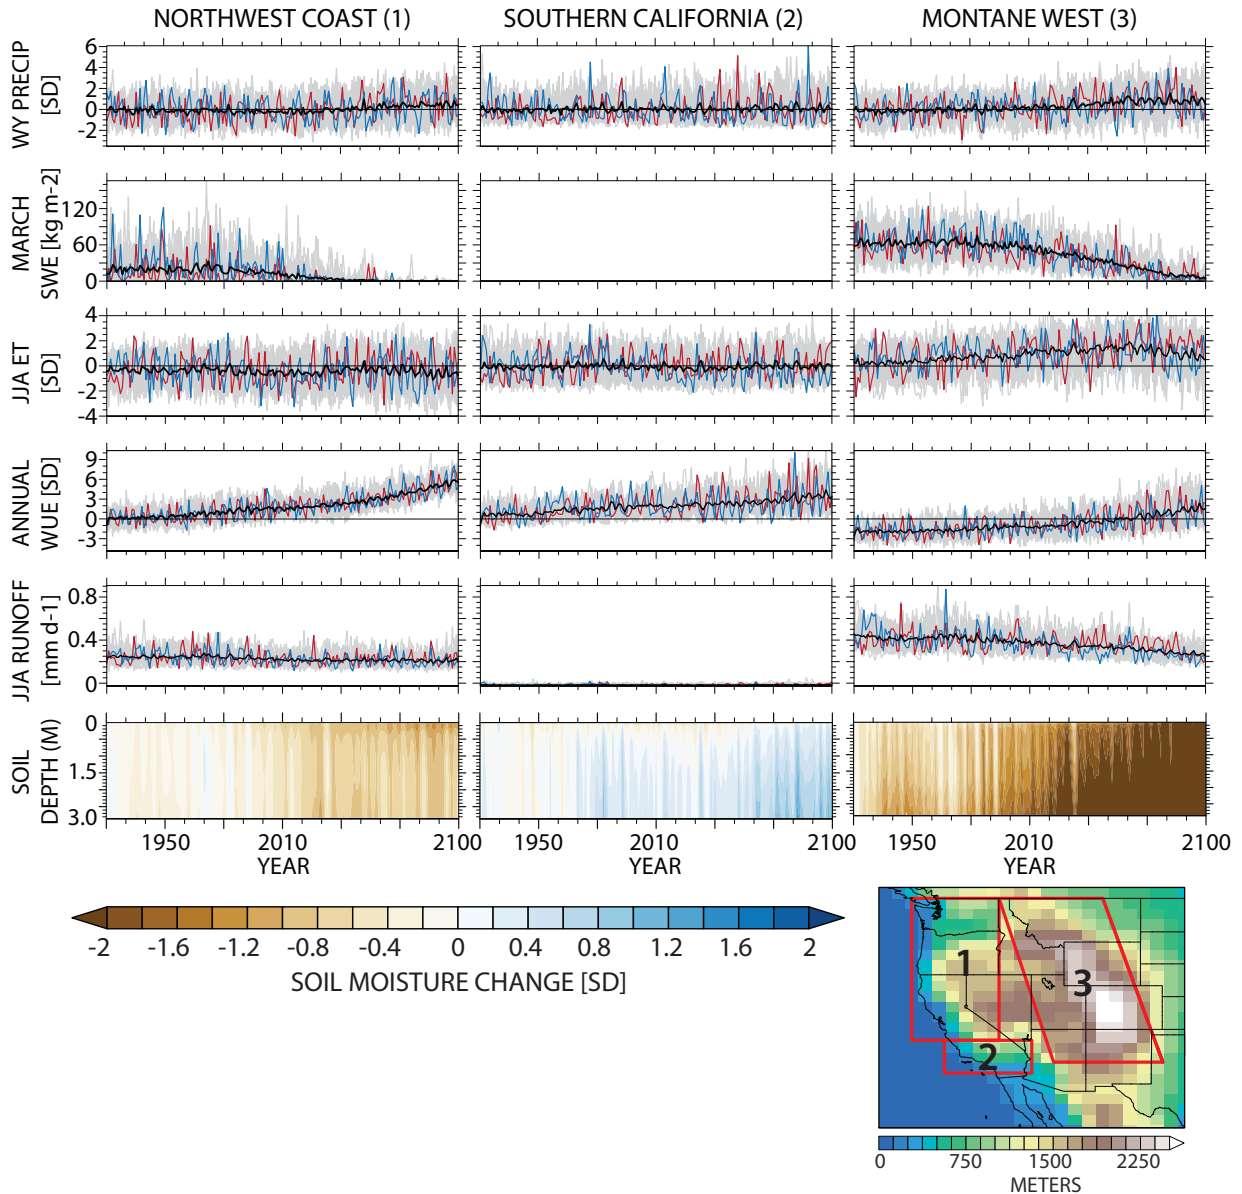 NORTHWEST COAST (1) SOUTHERN CALIFORNIA (2) MONTANE WEST (3)
WY PRECIP
[SD]
6
4
2
0
-2
MARCH
SWE [kg m-2]
120
60
0
JJA ET
[SD]
4
2
0
-2
-4
ANNUAL
WUE [SD]
9
6
3
0
-3
JJA RUNOFF
[mm d-1]
0.8
0.4
0
SOIL
DEPTH (M)
0
1.5
3.0
1950 2010 2100 1950 2010 2100 1950 2010 2100
YEAR YEAR YEAR
-2 -1.6 -1.2 -0.8 -0.4 0 0.4 0.8 1.2 1.6 2
SOIL MOISTURE CHANGE [SD]
1
2
3
0 750 1500 2250
METERS